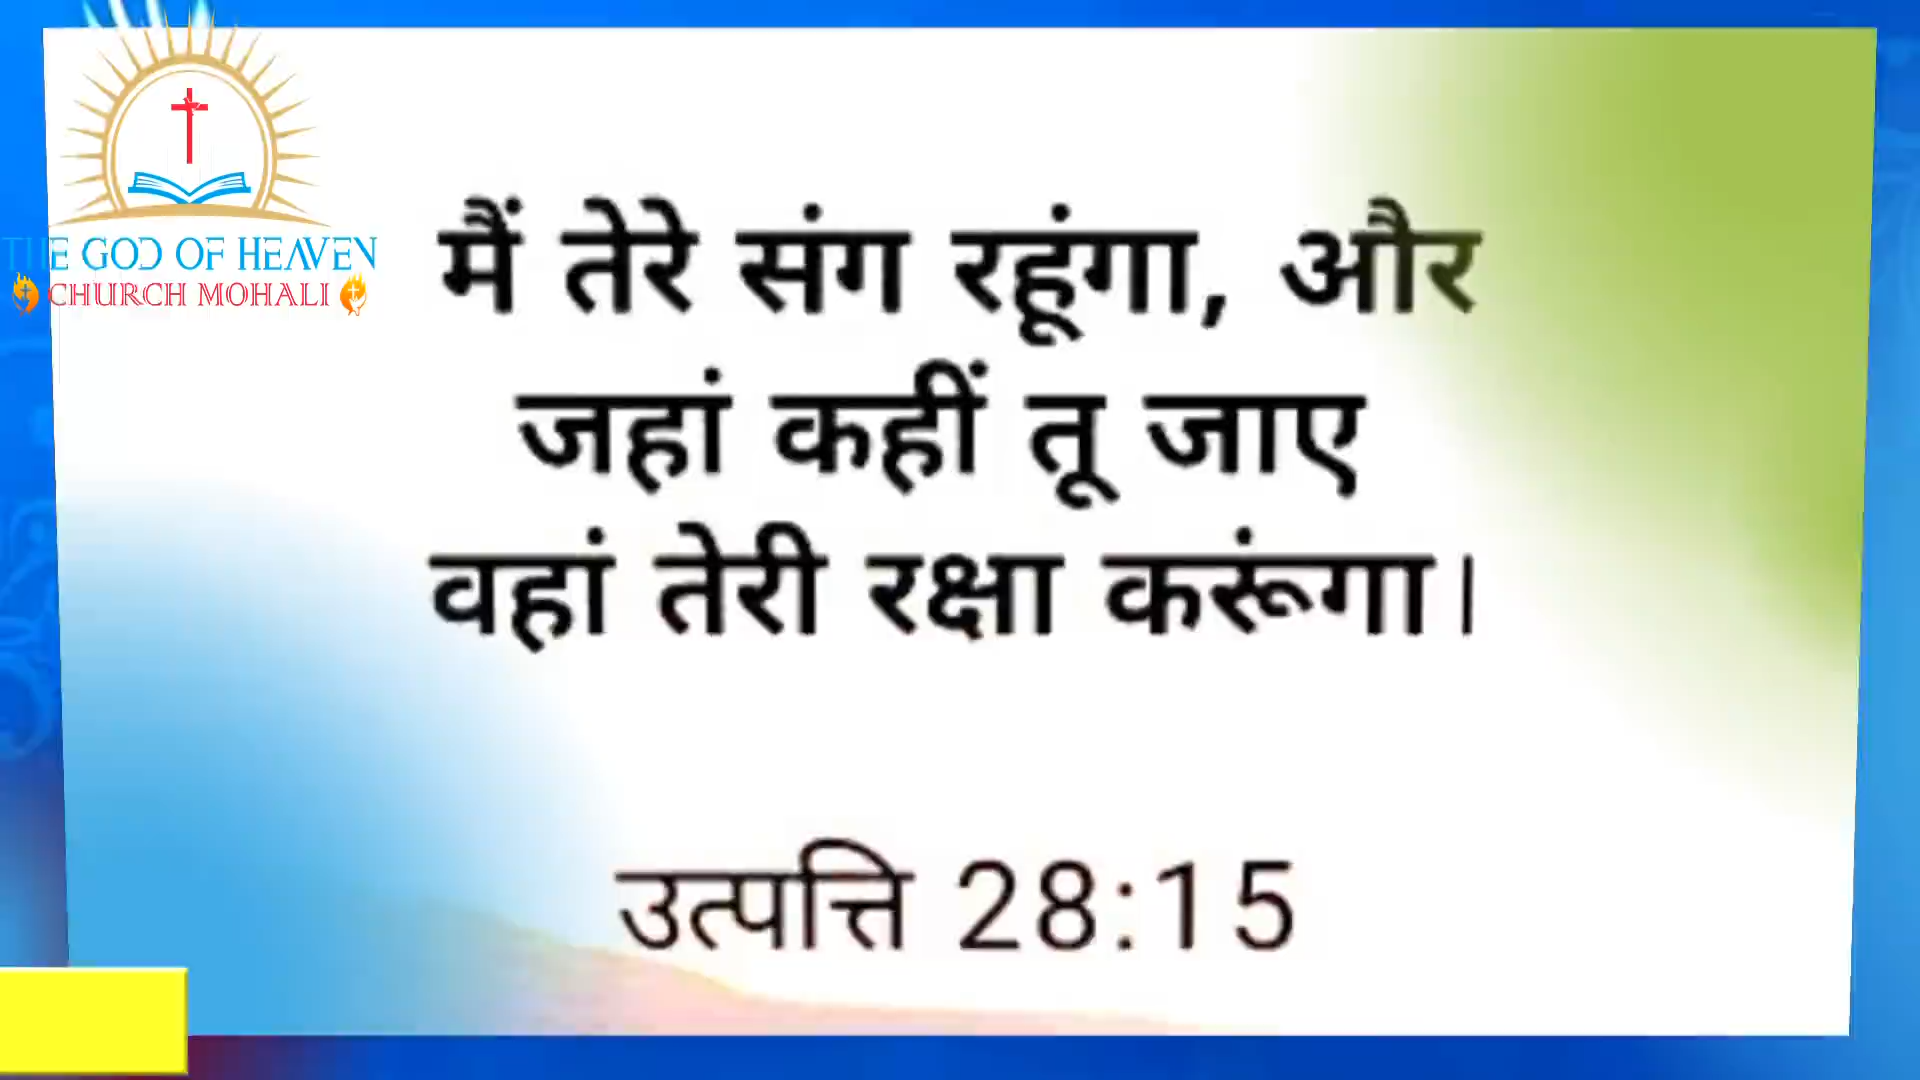 THE GOD OF HEAVEN
CHURCH MOHALI
मैं तेरे संग रहूंगा, और
जहां कहीं तू जाए
वहां तेरी रक्षा करूंगा।
उत्पत्ति 28:15